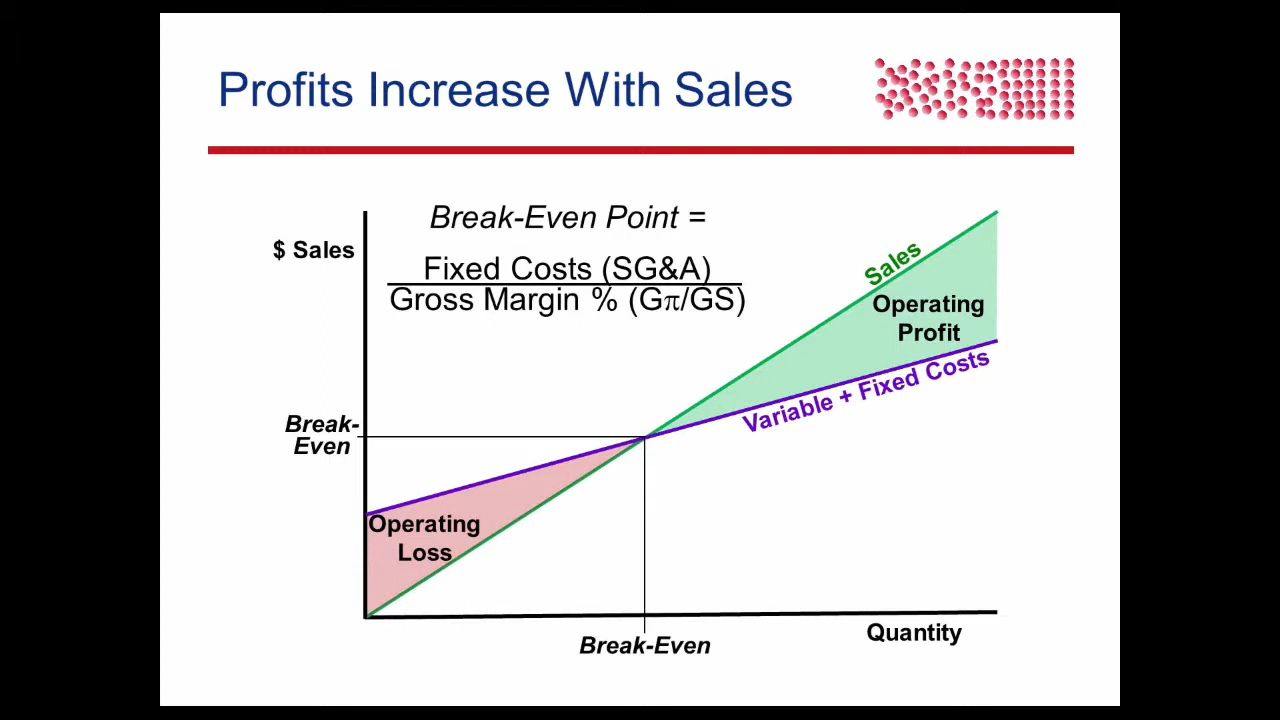 Profits Increase With Sales
Break-Even Point =
$ Sales
Fixed Costs (SG&A)
Gross Margin % (Gπ/GS)
Sales
Operating
Profit
Variable + Fixed Costs
Break-
Even
Operating
Loss
Quantity
Break-Even